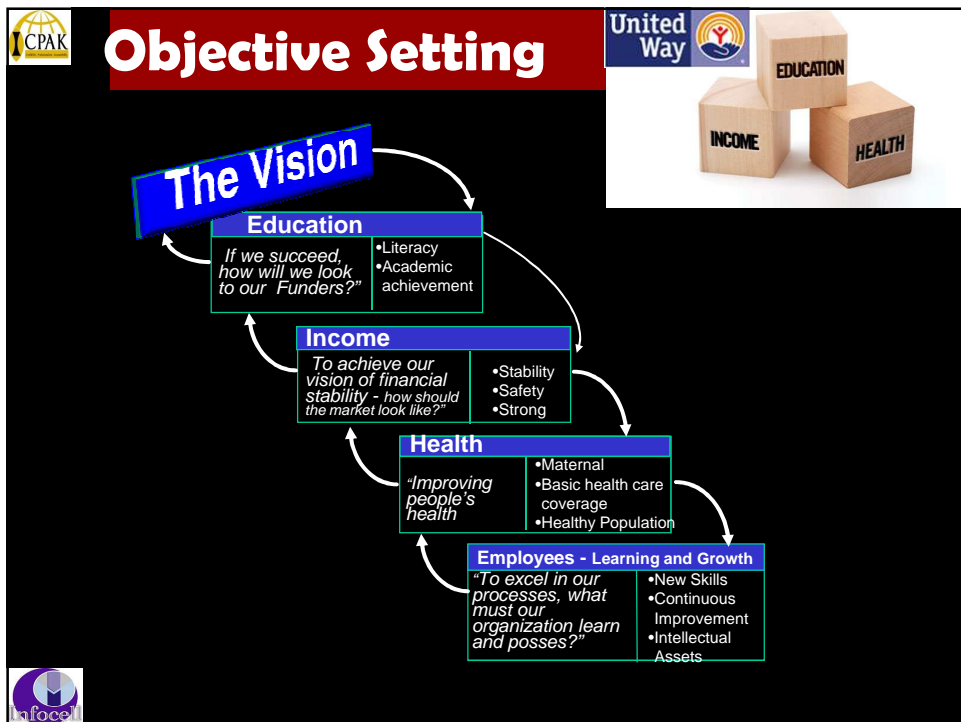 ICPAK
Objective Setting
United
Way
EDUCATION
INCOME
HEALTH
The Vision
Education
If we succeed,
how will we look
to our Funders?”
•Literacy
•Academic
achievement
Income
To achieve our
vision of financial
stability - how should
the market look like?”
•Stability
•Safety
•Strong
Health
“Improving
people’s
health
•Maternal
•Basic health care
coverage
•Healthy Population
Employees - Learning and Growth
“To excel in our
processes, what
must our
organization learn
and posses?”
•New Skills
•Continuous
Improvement
•Intellectual
Assets
Infocell